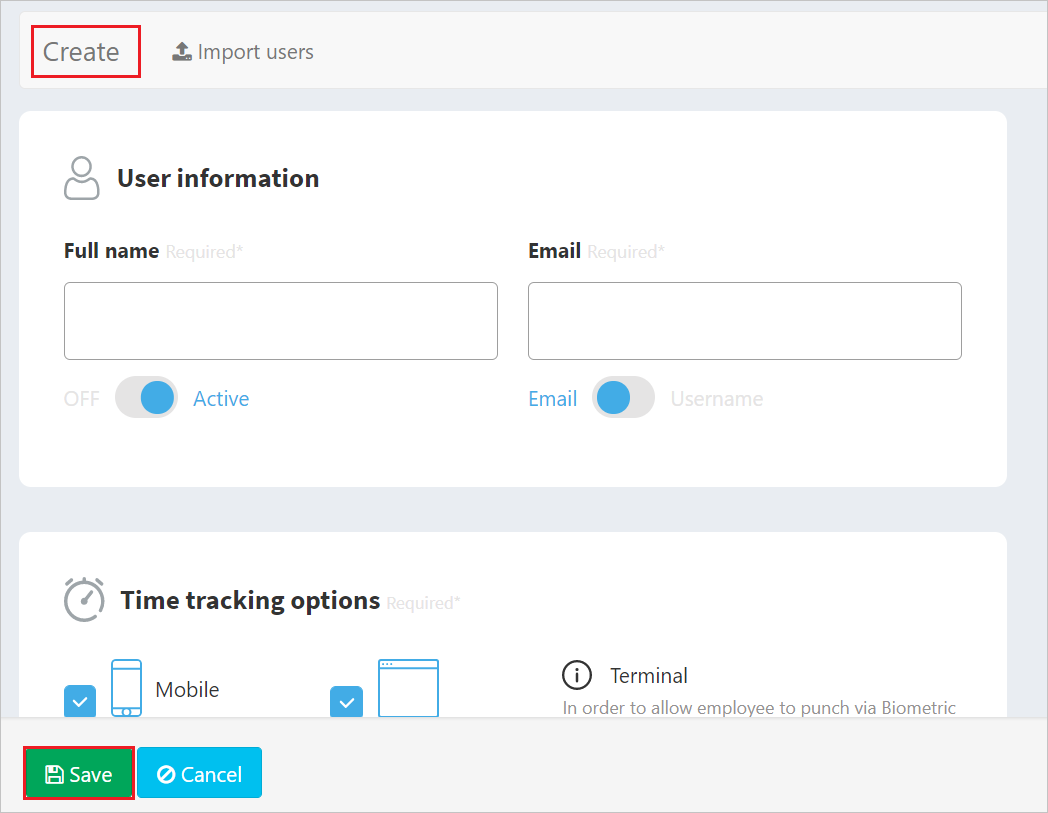 Create Import users
User information
Full name Required* Email Required*
OFF Active Email Username
Time tracking options Required*
Mobile
Terminal
In order to allow employee to punch via Biometric
Save Cancel